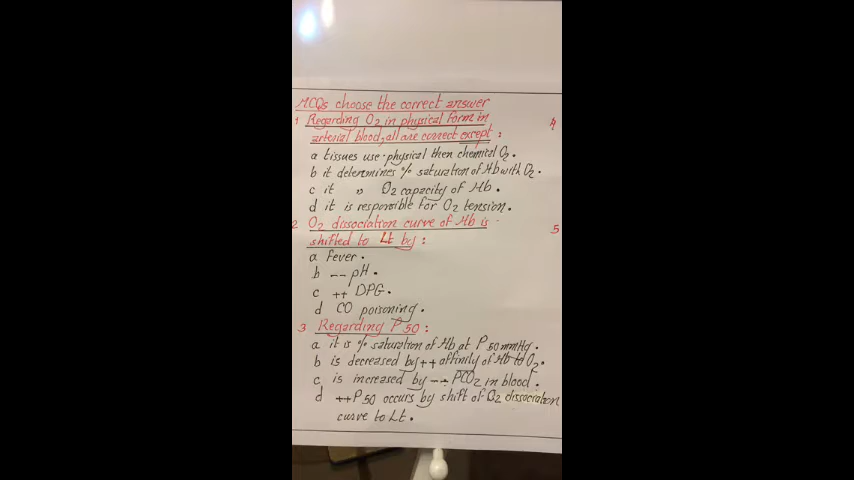 MCQs choose the correct answer
1 Regarding O2 in physical form in
arterial blood, all are correct except :
a tissues use physical then chemical O2.
b it determines % saturation of Hb with O2.
c it " O2 capacity of Hb.
d it is responsible for O2 tension.
2 O2 dissociation curve of Hb is
shifted to Lt by :
a Fever.
b -- pH.
c ++ DPG.
d CO poisoning.
3 Regarding P50 :
a it is % saturation of Hb at P 50 mmHg.
b is decreased by ++ affinity of Hb to O2.
c is increased by -- PCO2 in blood.
d ++ P50 occurs by shift of O2 dissociation
curve to Lt.
4
5